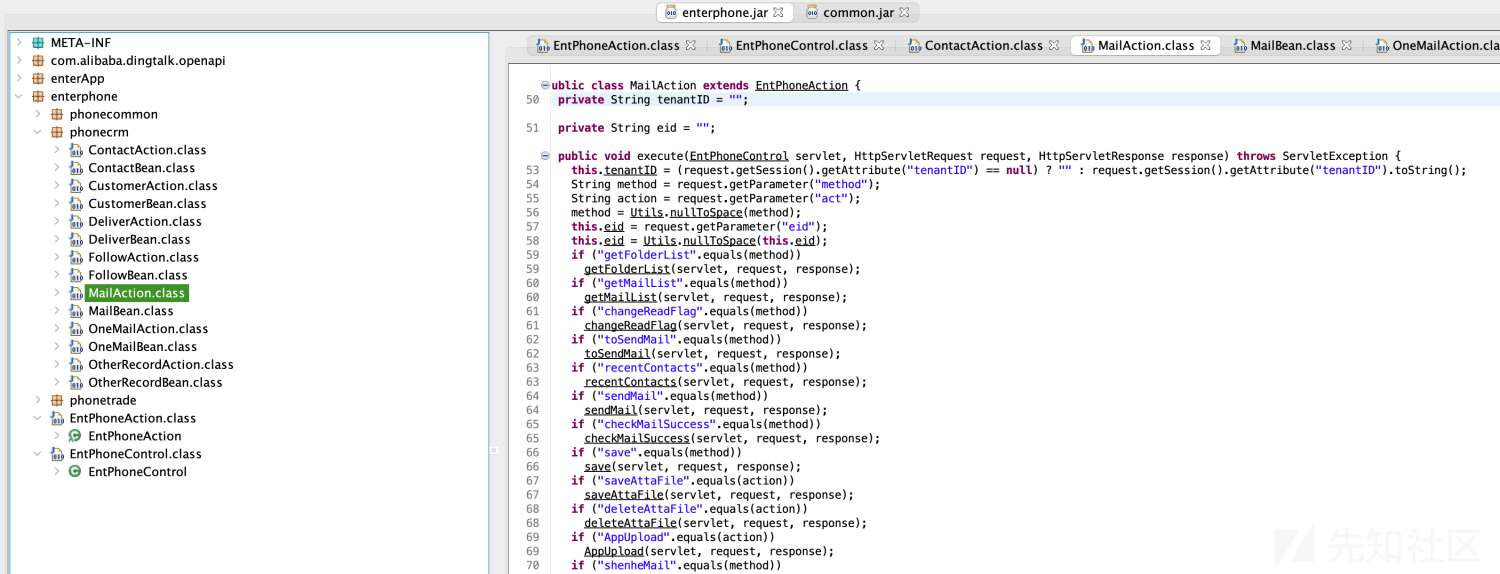 enterphone.jar common.jar
META-INF
com.alibaba.dingtalk.openapi
enterApp
enterphone
phonecommon
phonecrm
ContactAction.class
ContactBean.class
CustomerAction.class
CustomerBean.class
DeliverAction.class
DeliverBean.class
FollowAction.class
FollowBean.class
MailAction.class
MailBean.class
OneMailAction.class
OneMailBean.class
OtherRecordAction.class
OtherRecordBean.class
phonetrade
EntPhoneAction.class
EntPhoneAction
EntPhoneControl.class
EntPhoneControl
EntPhoneAction.class EntPhoneControl.class ContactAction.class MailAction.class MailBean.class OneMailAction.cla
ublic class MailAction extends EntPhoneAction {
50 private String tenantID = "";
51 private String eid = "";
public void execute(EntPhoneControl servlet, HttpServletRequest request, HttpServletResponse response) throws ServletException {
53 this.tenantID = (request.getSession().getAttribute("tenantID") == null) ? "" : request.getSession().getAttribute("tenantID").toString();
54 String method = request.getParameter("method");
55 String action = request.getParameter("act");
56 method = Utils.nullToSpace(method);
57 this.eid = request.getParameter("eid");
58 this.eid = Utils.nullToSpace(this.eid);
59 if ("getFolderList".equals(method))
59 getFolderList(servlet, request, response);
60 if ("getMailList".equals(method))
60 getMailList(servlet, request, response);
61 if ("changeReadFlag".equals(method))
61 changeReadFlag(servlet, request, response);
62 if ("toSendMail".equals(method))
62 toSendMail(servlet, request, response);
63 if ("recentContacts".equals(method))
63 recentContacts(servlet, request, response);
64 if ("sendMail".equals(method))
64 sendMail(servlet, request, response);
65 if ("checkMailSuccess".equals(method))
65 checkMailSuccess(servlet, request, response);
66 if ("save".equals(method))
66 save(servlet, request, response);
67 if ("saveAttaFile".equals(action))
67 saveAttaFile(servlet, request, response);
68 if ("deleteAttaFile".equals(action))
68 deleteAttaFile(servlet, request, response);
69 if ("AppUpload".equals(action))
69 AppUpload(servlet, request, response);
70 if ("shenheMail".equals(method))
先知社区